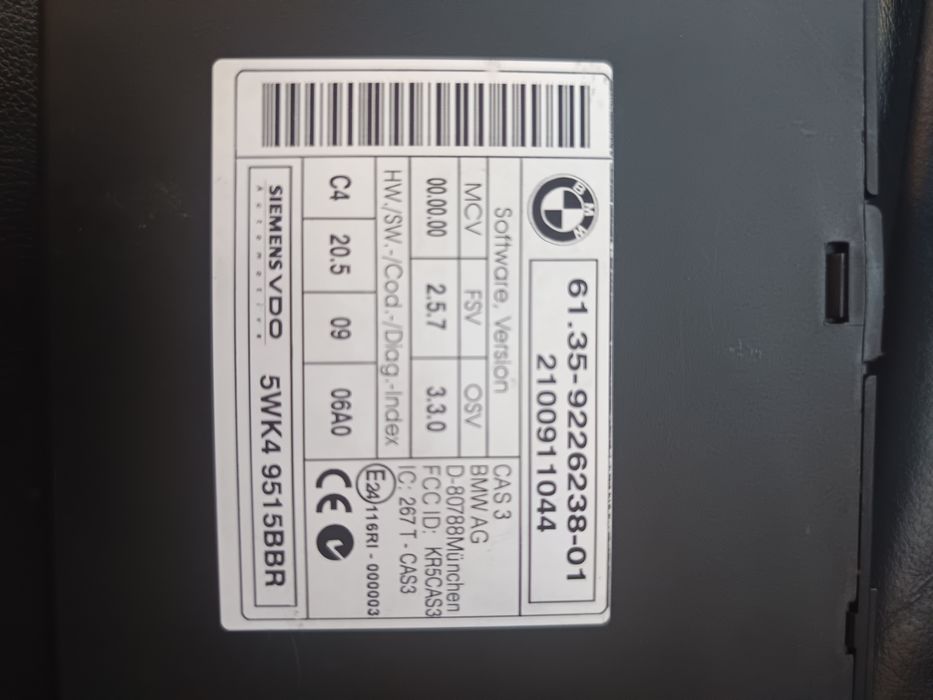 BMW
61.35-9226238-01
2100911044
Software, Version
MCV FSV OSV
00.00.00 2.5.7 3.3.0
HW./SW.-/Cod.-/Diag.-Index
C4 20.5 09 06A0
CAS 3
BMW AG
D-80788München
FCC ID: KR5CAS3
IC: 267T - CAS3
E24 116RI - 000003
CE
SIEMENS VDO
Automotive
5WK4 9515BBR